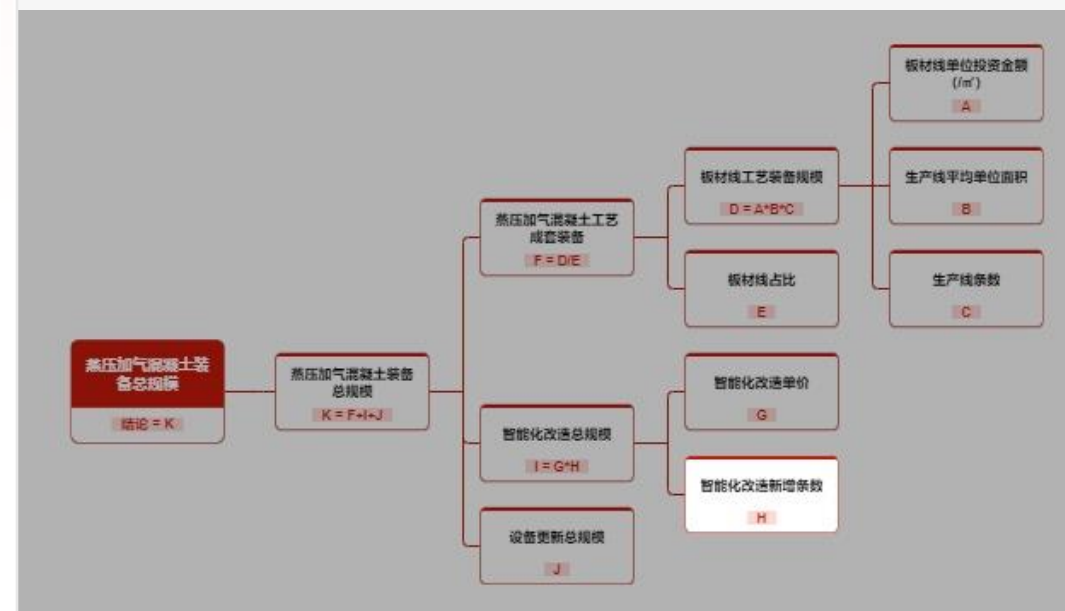 板材线单位投资金额
(/㎡)
A
板材线工艺装备规模
D = A*B*C
生产线平均单位面积
B
蒸压加气混凝土工艺
成套装备
F = D/E
板材线占比
E
生产线条数
C
蒸压加气混凝土装
备总规模
结论 = K
蒸压加气混凝土装备
总规模
K = F+I+J
智能化改造单价
G
智能化改造总规模
I = G*H
智能化改造新增条数
H
设备更新总规模
J